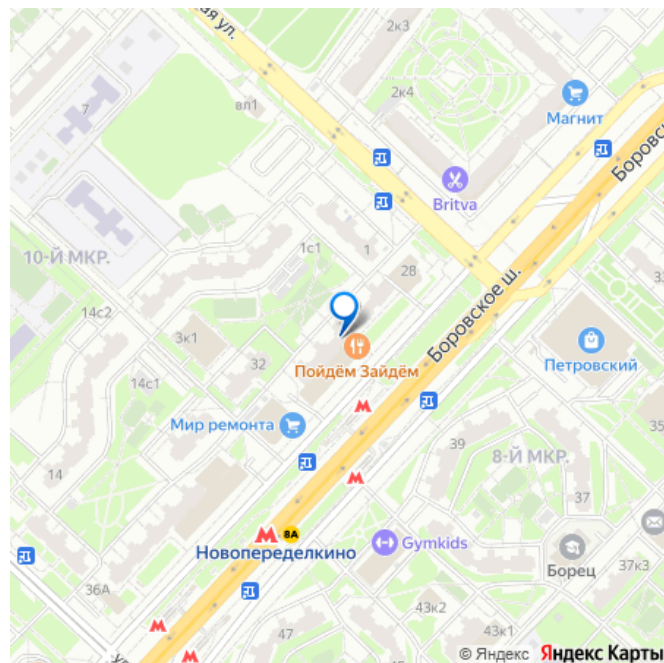 ая ул.
2к3
2к4
Магнит
7
вл1
Britva
Боровс
10-Й МКР.
1с1
1
28
Боровское ш.
14с2
3к1
32
Пойдём Зайдём
Петровский
14с1
Мир ремонта
39
8-Й МКР.
35
14
37
8А
Новопеределкино
Gymkids
Борец
36А
43к2
43к1
47
© Яндекс Яндекс Карты